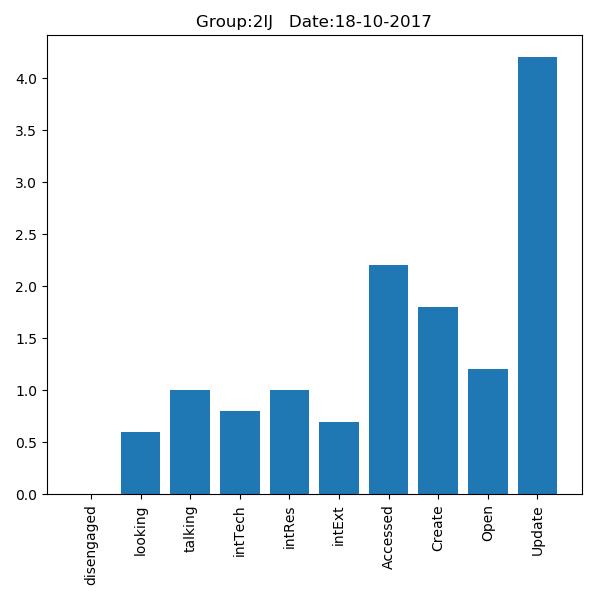 Group:2IJ   Date:18-10-2017
4.0
3.5
3.0
2.5
2.0
1.5
1.0
0.5
0.0
disengaged
looking
talking
intTech
intRes
intExt
Accessed
Create
Open
Update